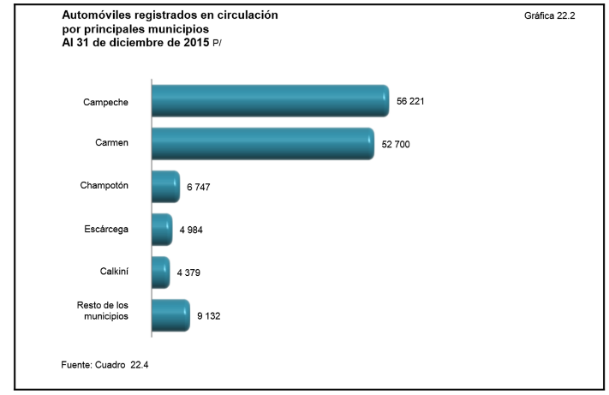 Automóviles registrados en circulación
por principales municipios
Al 31 de diciembre de 2015 P/
Gráfica 22.2
Campeche 56 221
Carmen 52 700
Champotón 6 747
Escárcega 4 984
Calkiní 4 379
Resto de los
municipios 9 132
Fuente: Cuadro 22.4